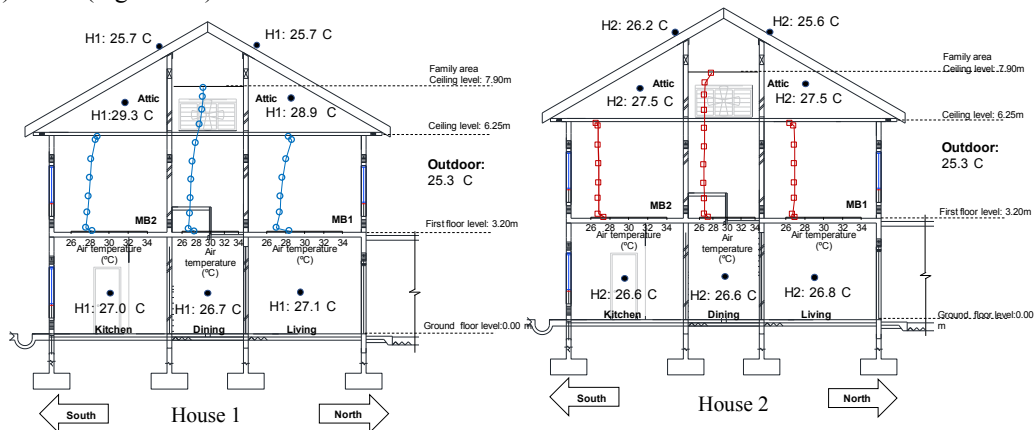 H1: 25.7 C
H1: 25.7 C
Family area
Ceiling level: 7.90m
Attic
Attic
H1:29.3 C
H1: 28.9 C
Ceiling level: 6.25m
Outdoor:
25.3 C
MB2
MB1
First floor level: 3.20m
26 28 30 32 34
26 28 30 32 34
26 28 30 32 34
Air temperature
(ºC)
Air
temperature
(ºC)
Air temperature
(ºC)
H1: 27.0 C
H1: 26.7 C
H1: 27.1 C
Kitchen
Dining
Living
Ground floor level:0.00 m
South
House 1
North
H2: 26.2 C
H2: 25.6 C
Family area
Ceiling level: 7.90m
Attic
Attic
H2: 27.5 C
H2: 27.5 C
Ceiling level: 6.25m
Outdoor:
25.3 C
MB2
MB1
First floor level: 3.20m
26 28 30 32 34
26 28 30 32 34
26 28 30 32 34
Air temperature
(ºC)
Air
temperature
(ºC)
Air temperature
(ºC)
H2: 26.6 C
H2: 26.6 C
H2: 26.8 C
Kitchen
Dining
Living
Ground floor level:0.00
m
South
House 2
North